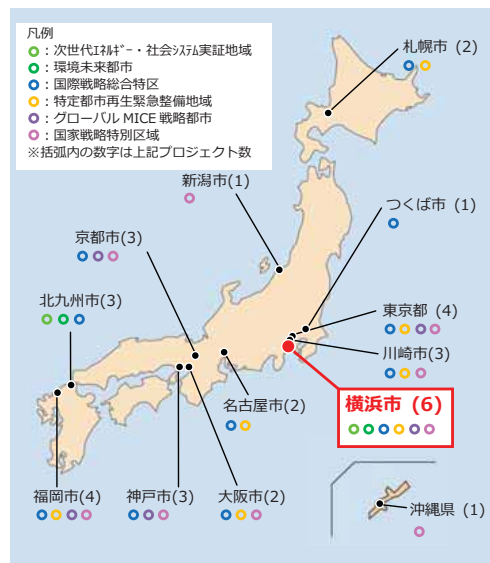 凡例
：次世代ｴﾈﾙｷﾞｰ・社会ｼｽﾃﾑ実証地域
：環境未来都市
：国際戦略総合特区
：特定都市再生緊急整備地域
：グローバル MICE 戦略都市
：国家戦略特別区域
※括弧内の数字は上記プロジェクト数
札幌市(2)
新潟市(1)
つくば市 (1)
京都市(3)
北九州市(3)
東京都 (4)
川崎市(3)
横浜市 (6)
名古屋市(2)
福岡市(4)
神戸市(3)
大阪市(2)
沖縄県 (1)